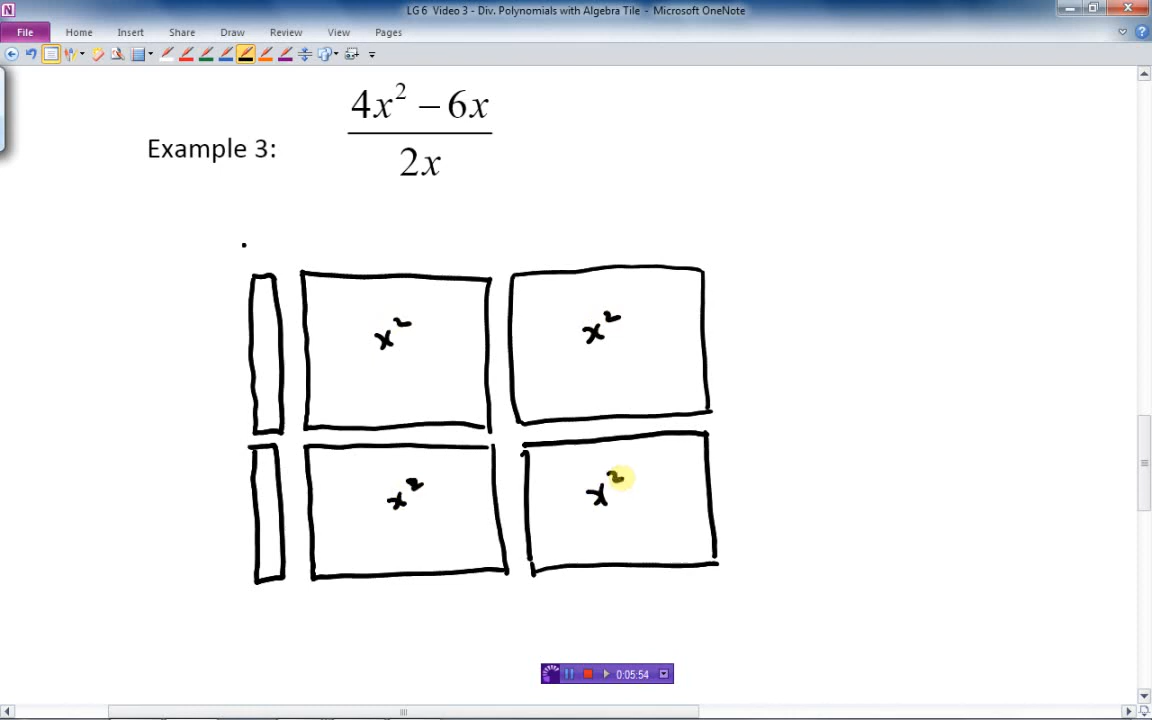 LG 6 Video 3 - Div. Polynomials with Algebra Tile - Microsoft OneNote
File Home Insert Share Draw Review View Pages
4x² − 6x
Example 3:
2x
x² x²
x² x²
0:05:54